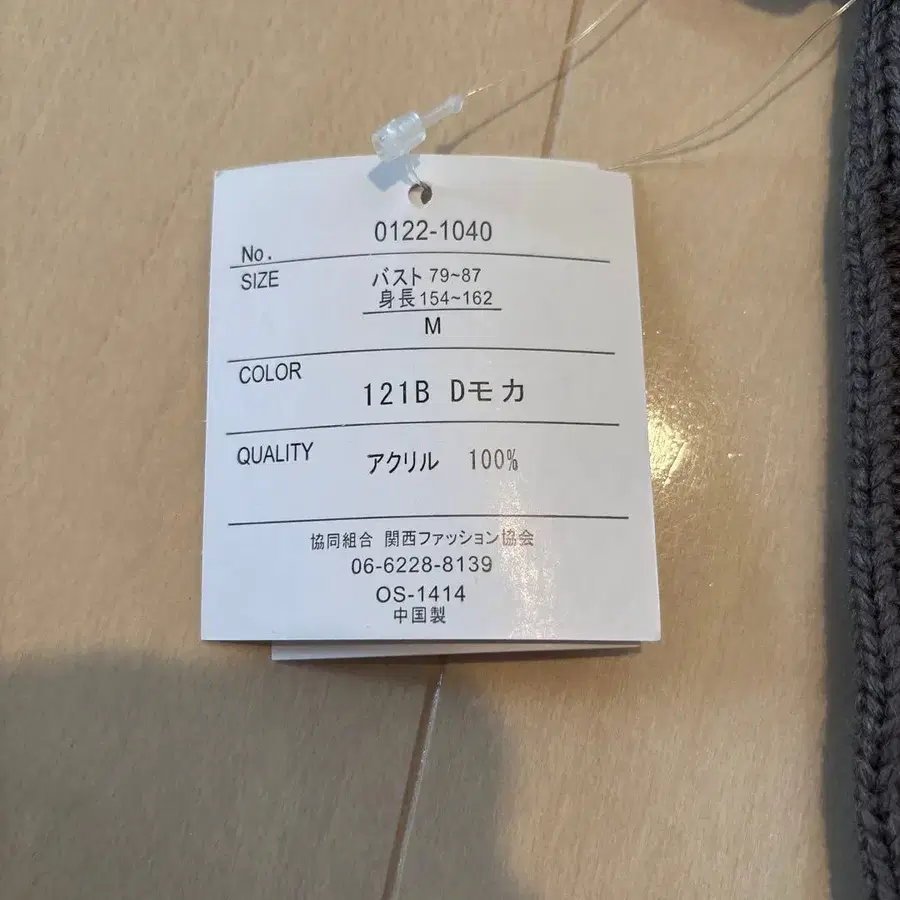 No. 0122-1040
SIZE バスト 79~87
身長 154~162
M
COLOR 121B Dモカ
QUALITY アクリル 100%
協同組合 関西ファッション協会
06-6228-8139
OS-1414
中国製